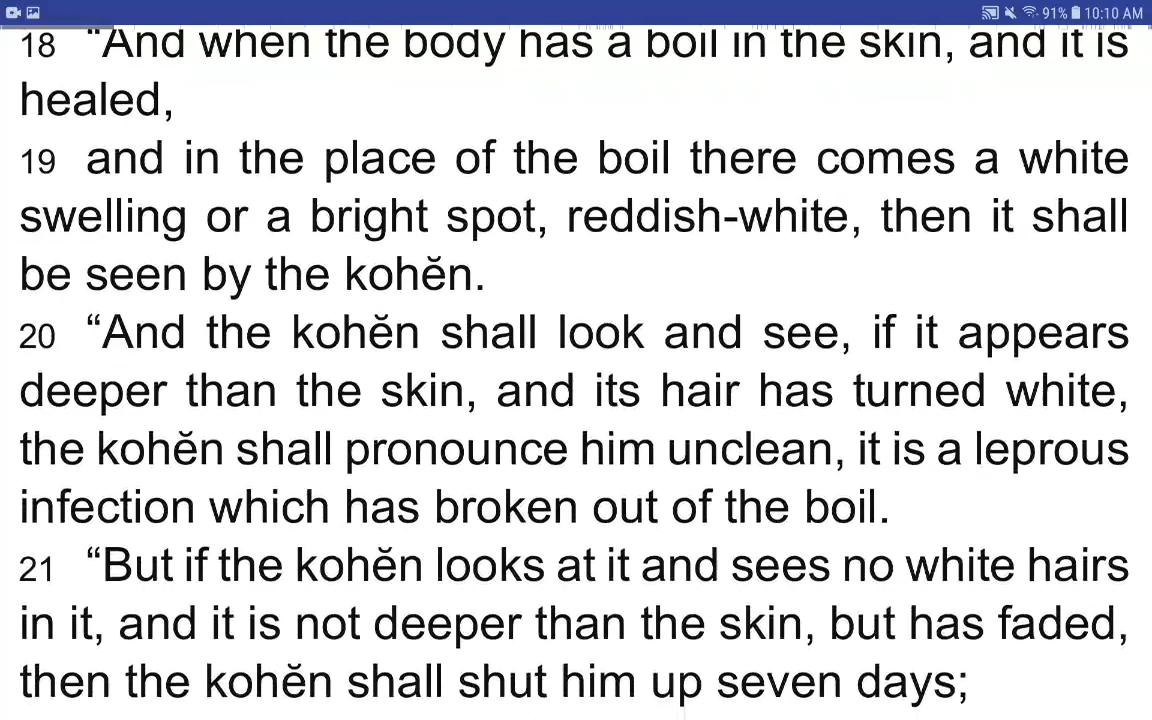 91% 10:10 AM
18 “And when the body has a boil in the skin, and it is
healed,
19 and in the place of the boil there comes a white
swelling or a bright spot, reddish-white, then it shall
be seen by the kohĕn.
20 “And the kohĕn shall look and see, if it appears
deeper than the skin, and its hair has turned white,
the kohĕn shall pronounce him unclean, it is a leprous
infection which has broken out of the boil.
21 “But if the kohĕn looks at it and sees no white hairs
in it, and it is not deeper than the skin, but has faded,
then the kohĕn shall shut him up seven days;